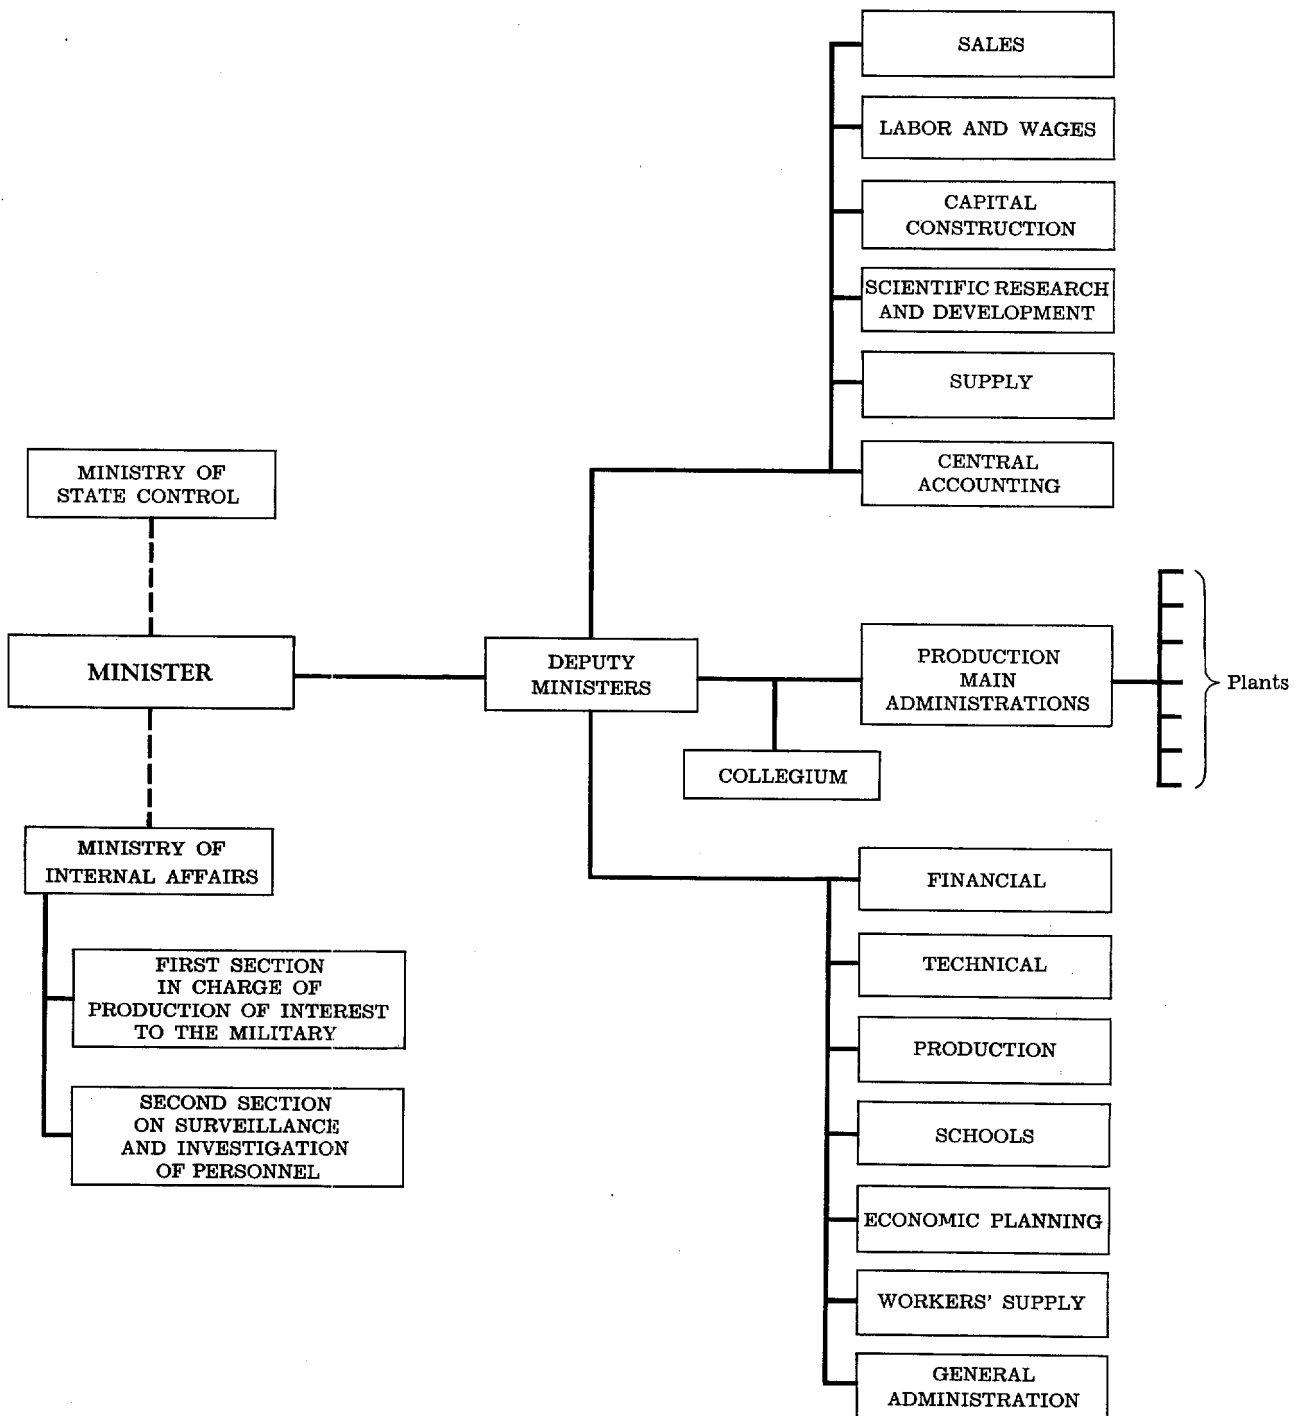 SALES
LABOR AND WAGES
CAPITAL
CONSTRUCTION
SCIENTIFIC RESEARCH
AND DEVELOPMENT
SUPPLY
CENTRAL
ACCOUNTING
MINISTRY OF
STATE CONTROL
MINISTER
DEPUTY
MINISTERS
PRODUCTION
MAIN
ADMINISTRATIONS
Plants
COLLEGIUM
MINISTRY OF
INTERNAL AFFAIRS
FIRST SECTION
IN CHARGE OF
PRODUCTION OF INTEREST
TO THE MILITARY
SECOND SECTION
ON SURVEILLANCE
AND INVESTIGATION
OF PERSONNEL
FINANCIAL
TECHNICAL
PRODUCTION
SCHOOLS
ECONOMIC PLANNING
WORKERS' SUPPLY
GENERAL
ADMINISTRATION